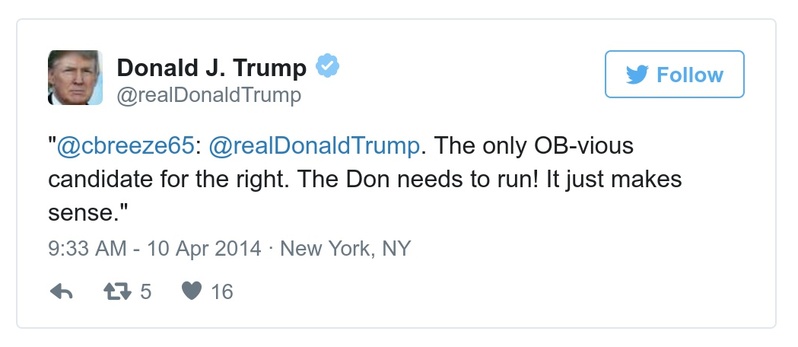 Donald J. Trump
@realDonaldTrump
Follow
"@cbreeze65: @realDonaldTrump. The only OB-vious
candidate for the right. The Don needs to run! It just makes
sense."
9:33 AM - 10 Apr 2014 · New York, NY
5 16